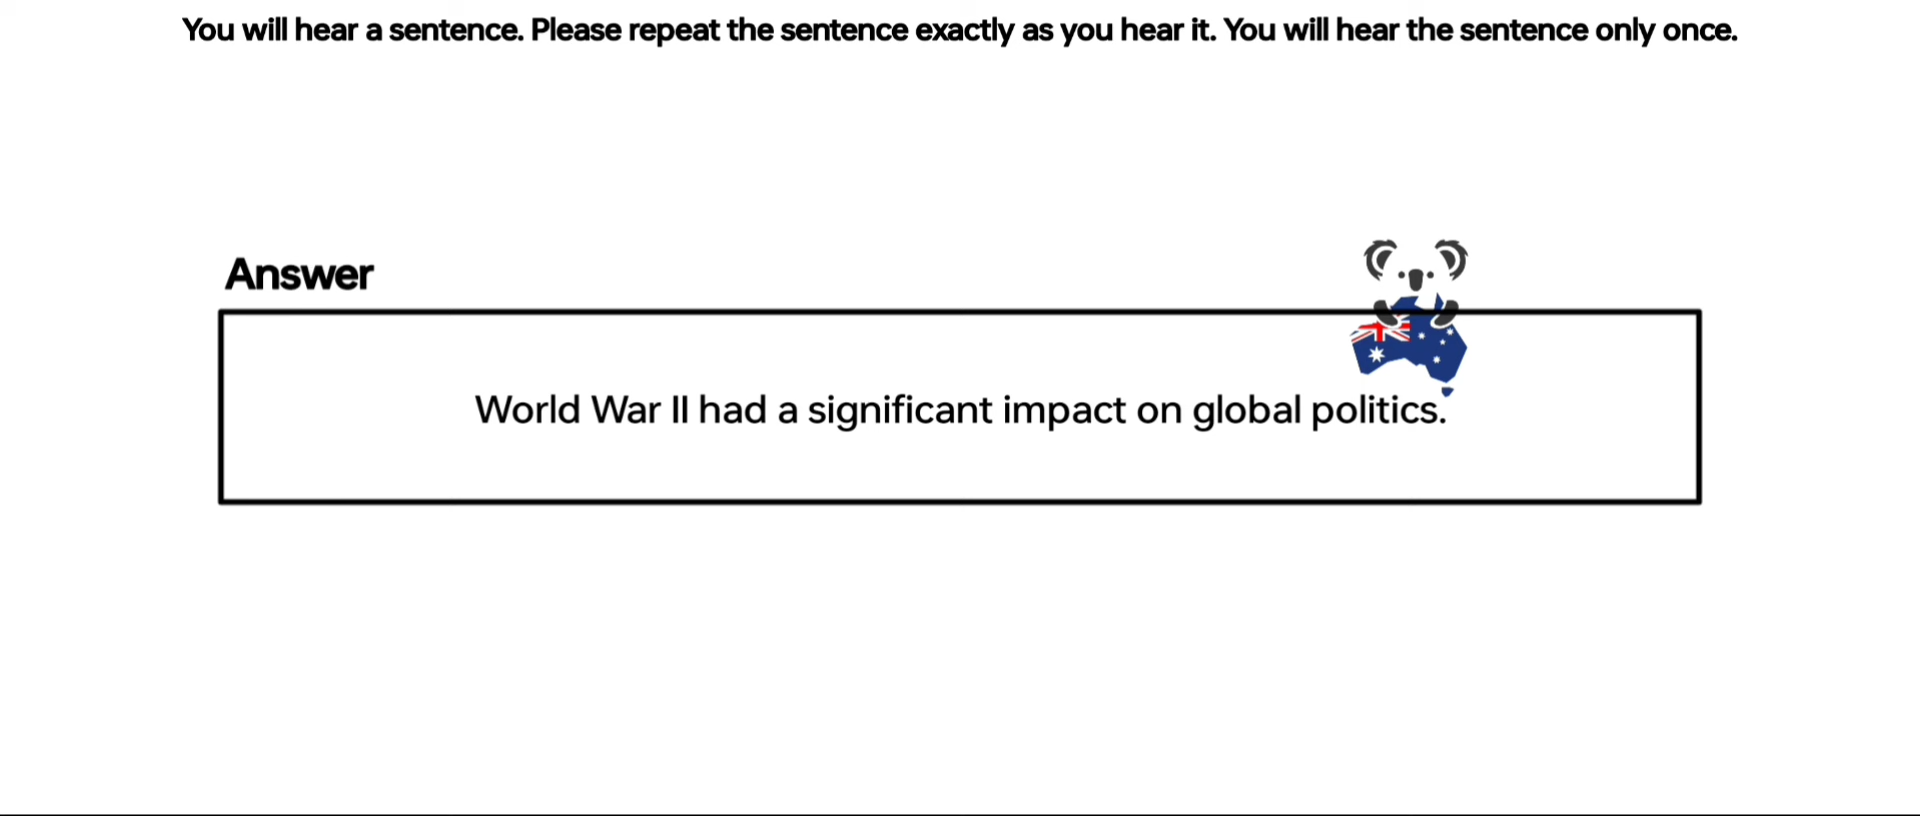 You will hear a sentence. Please repeat the sentence exactly as you hear it. You will hear the sentence only once.
Answer
World War II had a significant impact on global politics.